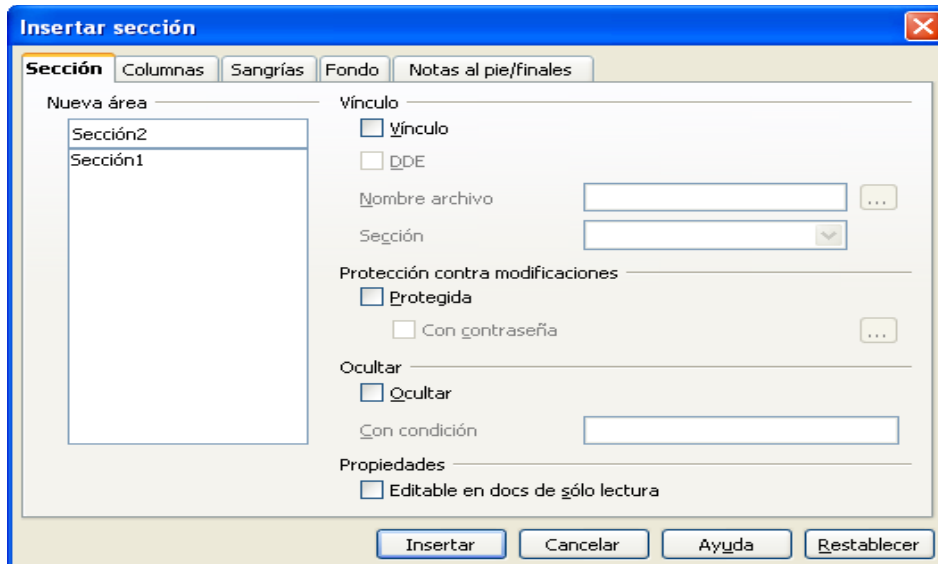 Insertar sección
Sección Columnas Sangrías Fondo Notas al pie/finales
Nueva área
Sección2
Sección1
Vínculo
Vínculo
DDE
Nombre archivo
...
Sección
Protección contra modificaciones
Protegida
Con contraseña
...
Ocultar
Ocultar
Con condición
Propiedades
Editable en docs de sólo lectura
Insertar Cancelar Ayuda Restablecer